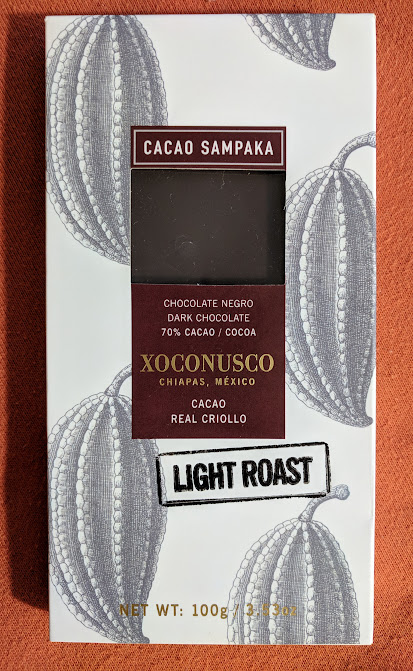 CACAO SAMPAKA
CHOCOLATE NEGRO
DARK CHOCOLATE
70% CACAO / COCOA
XOCONUSCO
CHIAPAS, MÉXICO
CACAO
REAL CRIOLLO
LIGHT ROAST
NET WT: 100g / 3.53oz